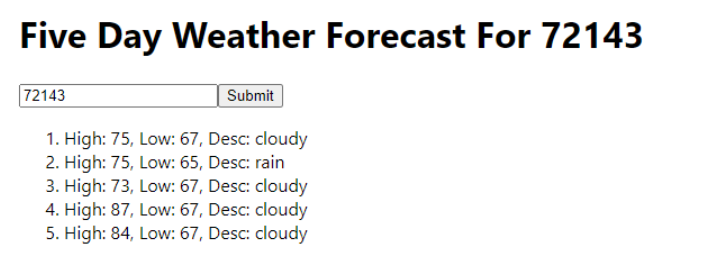 Five Day Weather Forecast For 72143
72143 Submit
1. High: 75, Low: 67, Desc: cloudy
2. High: 75, Low: 65, Desc: rain
3. High: 73, Low: 67, Desc: cloudy
4. High: 87, Low: 67, Desc: cloudy
5. High: 84, Low: 67, Desc: cloudy